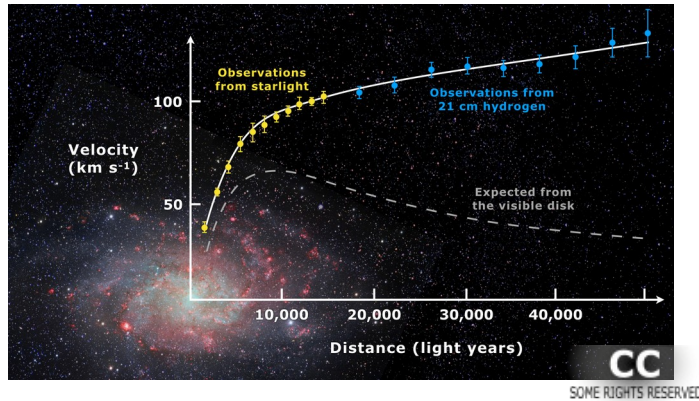 Observations
from starlight
100
Observations from
21 cm hydrogen
Velocity
(km s-1)
Expected from
the visible disk
50
10,000
20,000
30,000
40,000
Distance (light years)
CC
SOME RIGHTS RESERVED